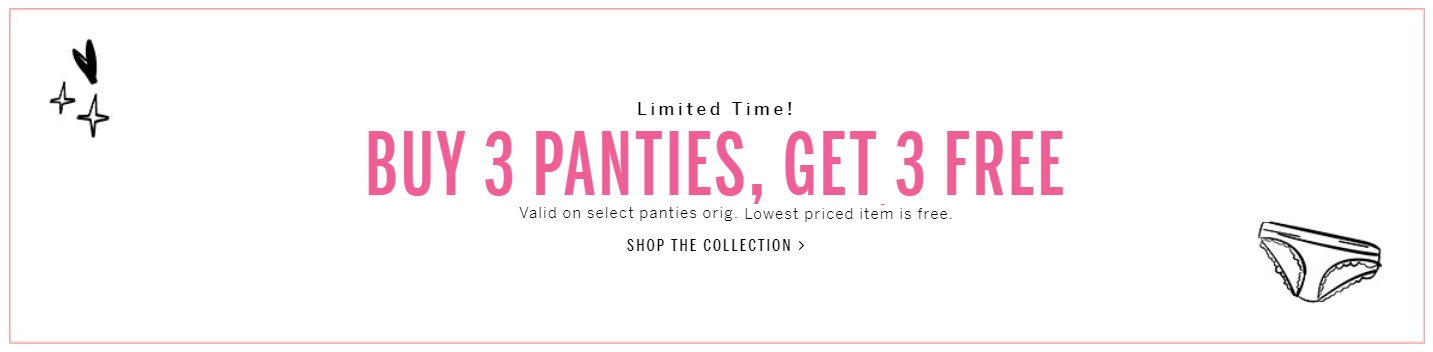 Limited Time!
BUY 3 PANTIES, GET 3 FREE
Valid on select panties orig. Lowest priced item is free.
SHOP THE COLLECTION >